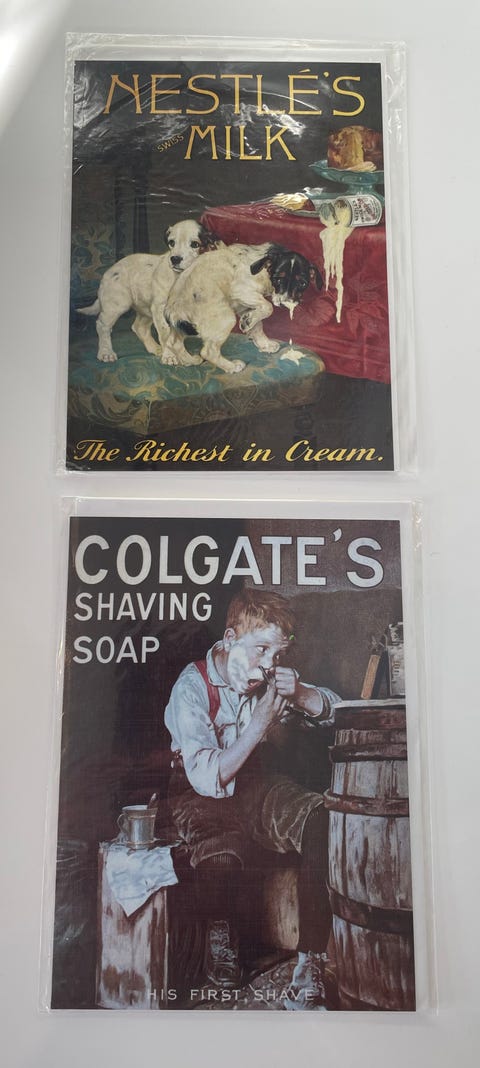 NESTLÉ'S
SWISS MILK
The Richest in Cream.
COLGATE'S
SHAVING
SOAP
HIS FIRST SHAVE